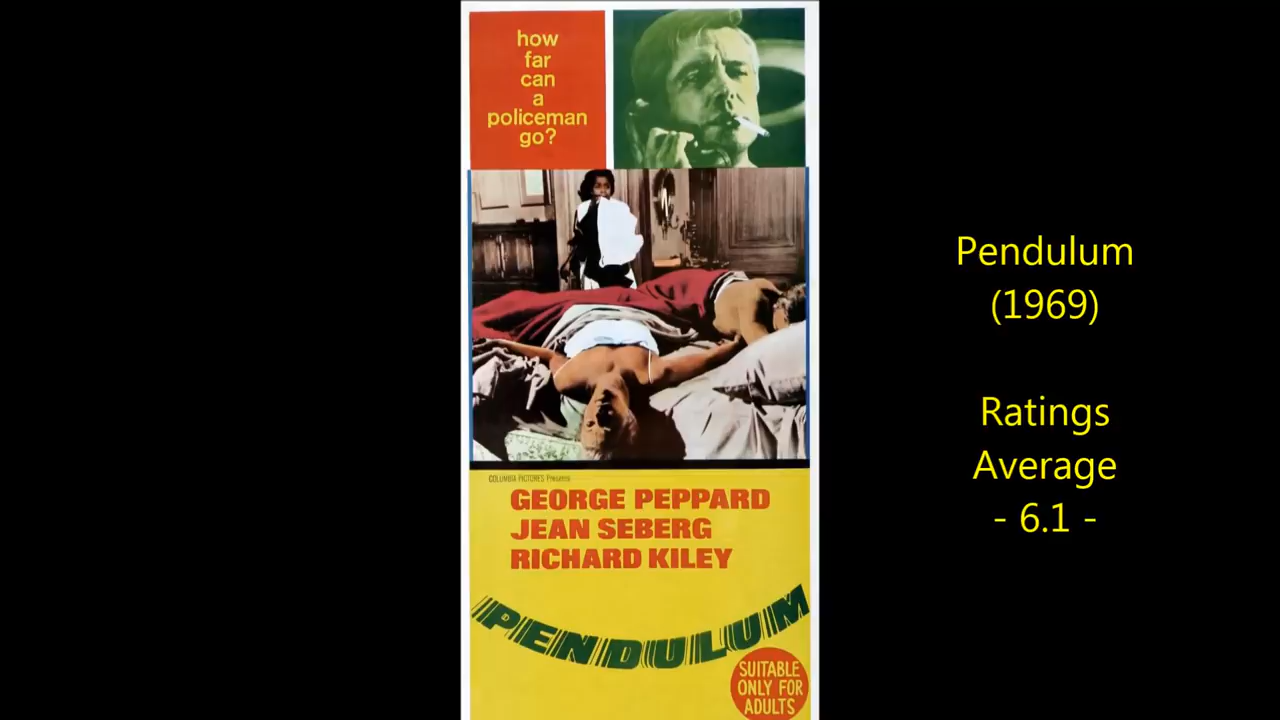 how
far
can
a
policeman
go?
COLUMBIA PICTURES Presents
GEORGE PEPPARD
JEAN SEBERG
RICHARD KILEY
PENDULUM
SUITABLE
ONLY FOR
ADULTS
Pendulum
(1969)
Ratings
Average
- 6.1 -